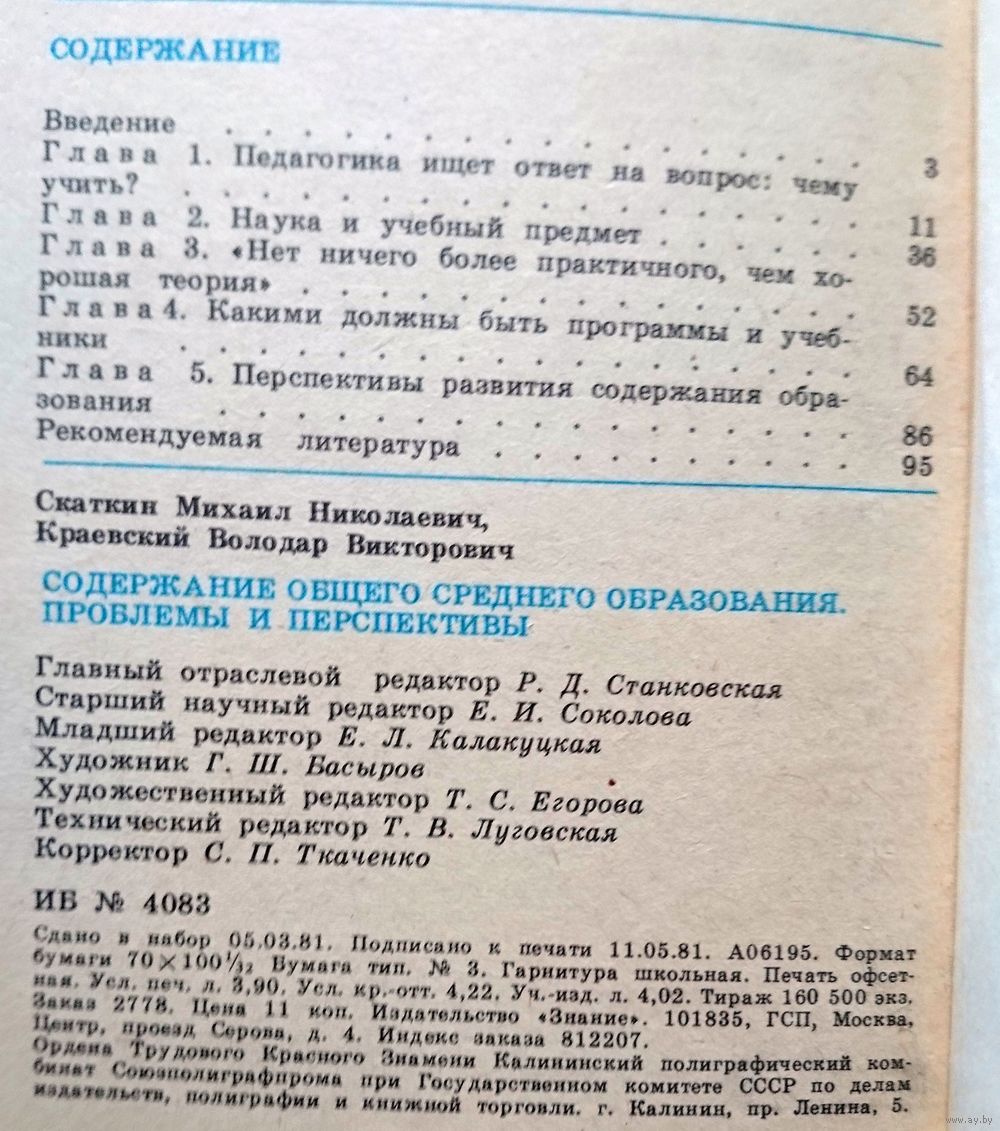 СОДЕРЖАНИЕ
Введение . . . . . . . . . . . . . . . . 3
Глава 1. Педагогика ищет ответ на вопрос: чему
учить? . . . . . . . . . . . . . . . . . 11
Глава 2. Наука и учебный предмет . . . . . . 36
Глава 3. «Нет ничего более практичного, чем хо-
рошая теория» . . . . . . . . . . . . . . . 52
Глава 4. Какими должны быть программы и учеб-
ники . . . . . . . . . . . . . . . . . . 64
Глава 5. Перспективы развития содержания обра-
зования . . . . . . . . . . . . . . . . . 86
Рекомендуемая литература . . . . . . . . . . 95
Скаткин Михаил Николаевич,
Краевский Володар Викторович
СОДЕРЖАНИЕ ОБЩЕГО СРЕДНЕГО ОБРАЗОВАНИЯ.
ПРОБЛЕМЫ И ПЕРСПЕКТИВЫ
Главный отраслевой редактор Р. Д. Станковская
Старший научный редактор Е. И. Соколова
Младший редактор Е. Л. Калакуцкая
Художник Г. Ш. Басыров
Художественный редактор Т. С. Егорова
Технический редактор Т. В. Луговская
Корректор С. П. Ткаченко
ИБ № 4083
Сдано в набор 05.03.81. Подписано к печати 11.05.81. А06195. Формат
бумаги 70×100 1/32 Бумага тип. № 3. Гарнитура школьная. Печать офсет-
ная. Усл. печ. л. 3,90. Усл. кр.-отт. 4,22. Уч.-изд. л. 4,02. Тираж 160 500 экз.
Заказ 2778. Цена 11 коп. Издательство «Знание». 101835, ГСП, Москва,
Центр, проезд Серова, д. 4. Индекс заказа 812207.
Ордена Трудового Красного Знамени Калининский полиграфический ком-
бинат Союзполиграфпрома при Государственном комитете СССР по делам
издательств, полиграфии и книжной торговли. г. Калинин, пр. Ленина, 5.
www.ay.by